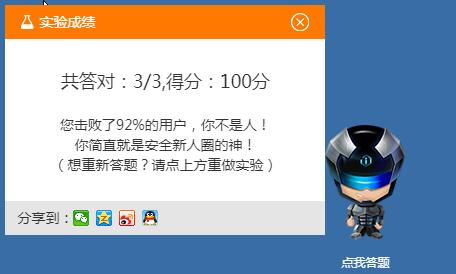 实验成绩
共答对：3/3,得分：100分
您击败了92%的用户，你不是人！
你简直就是安全新人圈的神！
（想重新答题？请点上方重做实验）
分享到：
点我答题